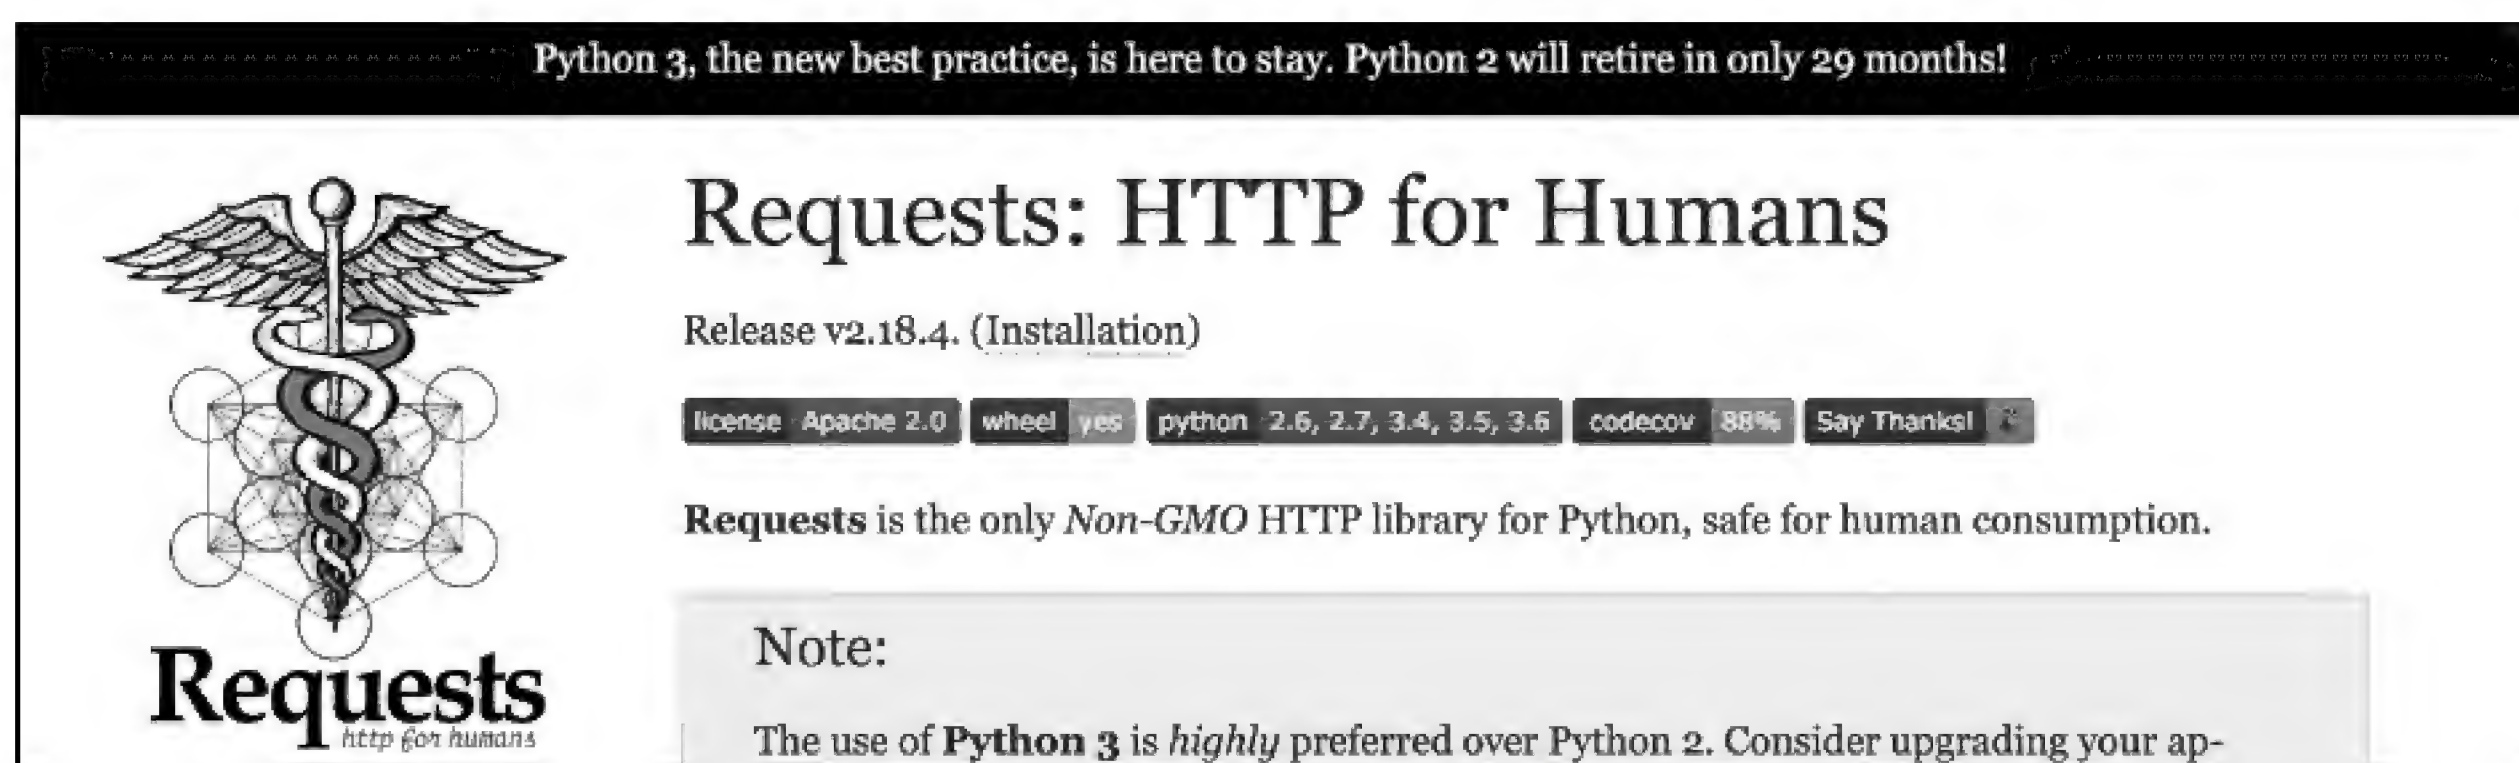 Python 3, the new best practice, is here to stay. Python 2 will retire in only 29 months!
Requests: HTTP for Humans
Release v2.18.4. (Installation)
license Apache 2.0 wheel yes python 2.6, 2.7, 3.4, 3.5, 3.6 codecov 88% Say Thanks!
Requests is the only Non-GMO HTTP library for Python, safe for human consumption.
Note:
The use of Python 3 is highly preferred over Python 2. Consider upgrading your ap-
Requests
http for humans